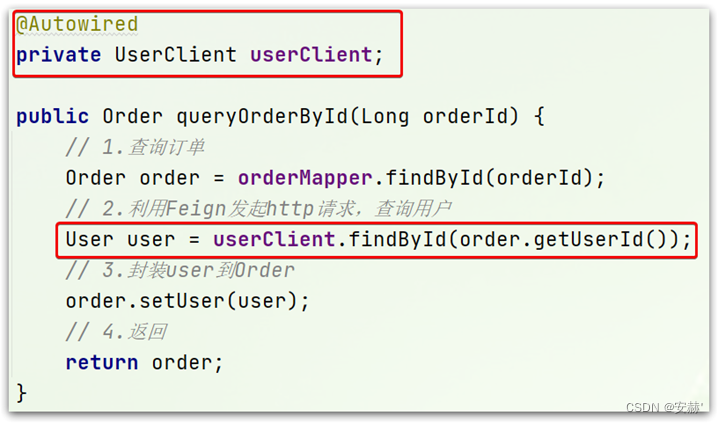 @Autowired
private UserClient userClient;
public Order queryOrderById(Long orderId) {
// 1.查询订单
Order order = orderMapper.findById(orderId);
// 2.利用Feign发起http请求，查询用户
User user = userClient.findById(order.getUserId());
// 3.封装user到Order
order.setUser(user);
// 4.返回
return order;
}
CSDN @安赫'